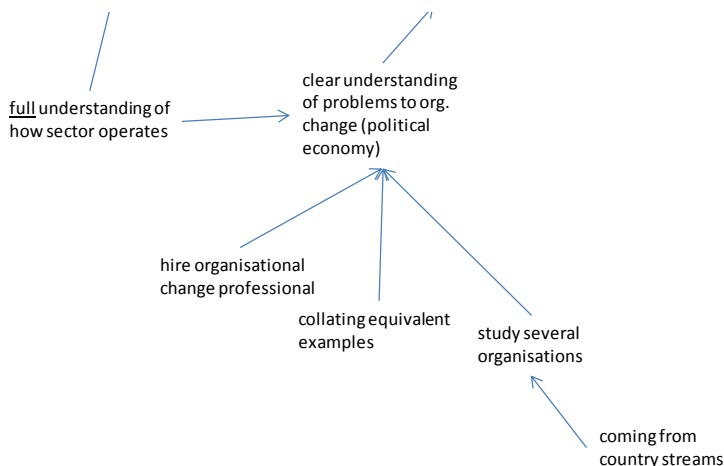 clear understanding
of problems to org.
change (political
economy)
full understanding of
how sector operates
hire organisational
change professional
collating equivalent
examples
study several
organisations
coming from
country streams